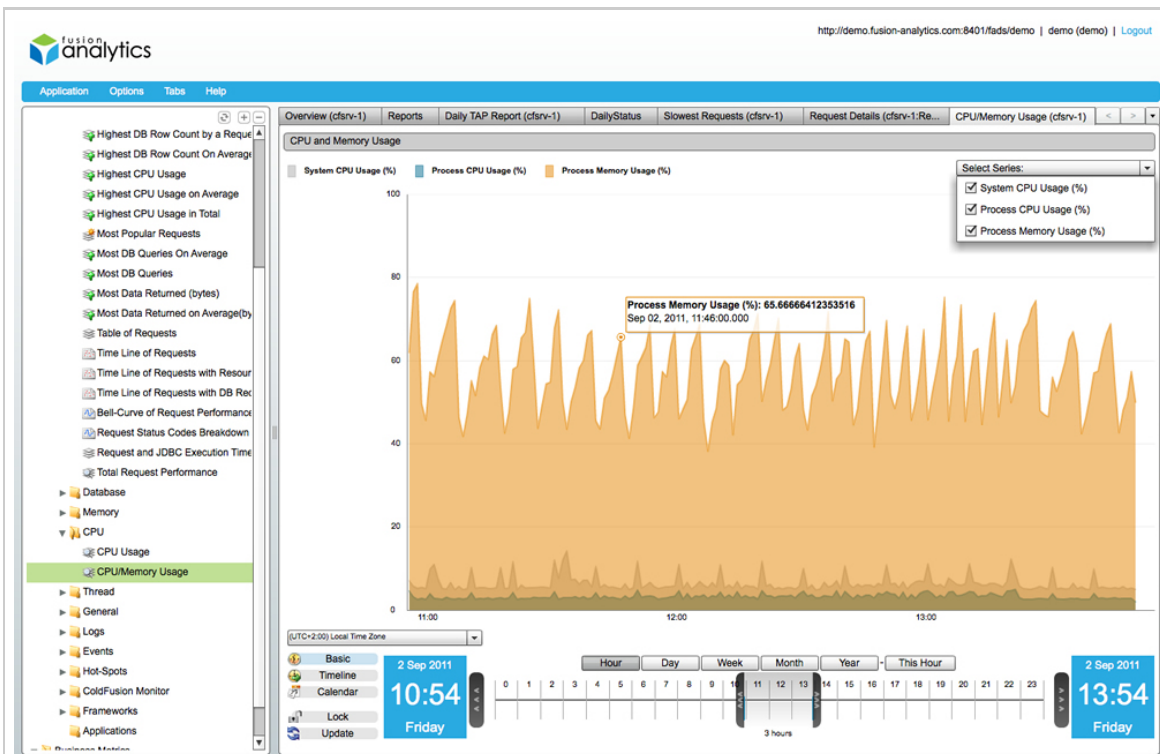 fusion
analytics
http://demo.fusion-analytics.com:8401/fads/demo | demo (demo) | Logout
Application Options Tabs Help
Highest DB Row Count by a Reque
Highest DB Row Count On Average
Highest CPU Usage
Highest CPU Usage on Average
Highest CPU Usage in Total
Most Popular Requests
Most DB Queries On Average
Most DB Queries
Most Data Returned (bytes)
Most Data Returned on Average(by
Table of Requests
Time Line of Requests
Time Line of Requests with Resour
Time Line of Requests with DB Rec
Bell-Curve of Request Performance
Request Status Codes Breakdown
Request and JDBC Execution Time
Total Request Performance
Database
Memory
CPU
CPU Usage
CPU/Memory Usage
Thread
General
Logs
Events
Hot-Spots
ColdFusion Monitor
Frameworks
Applications
Business Metrics
Overview (cfsrv-1) Reports Daily TAP Report (cfsrv-1) DailyStatus Slowest Requests (cfsrv-1) Request Details (cfsrv-1:Re... CPU/Memory Usage (cfsrv-1) < >
CPU and Memory Usage
System CPU Usage (%) Process CPU Usage (%) Process Memory Usage (%)
Select Series:
System CPU Usage (%)
Process CPU Usage (%)
Process Memory Usage (%)
100
80
60
40
20
0
Process Memory Usage (%): 65.66666412353516
Sep 02, 2011, 11:46:00.000
11:00 12:00 13:00
(UTC+2:00) Local Time Zone
Basic
Timeline
Calendar
Lock
Update
2 Sep 2011
10:54
Friday
Hour Day Week Month Year - This Hour
0 1 2 3 4 5 6 7 8 9 10 11 12 13 14 15 16 17 18 19 20 21 22 23
3 hours
2 Sep 2011
13:54
Friday